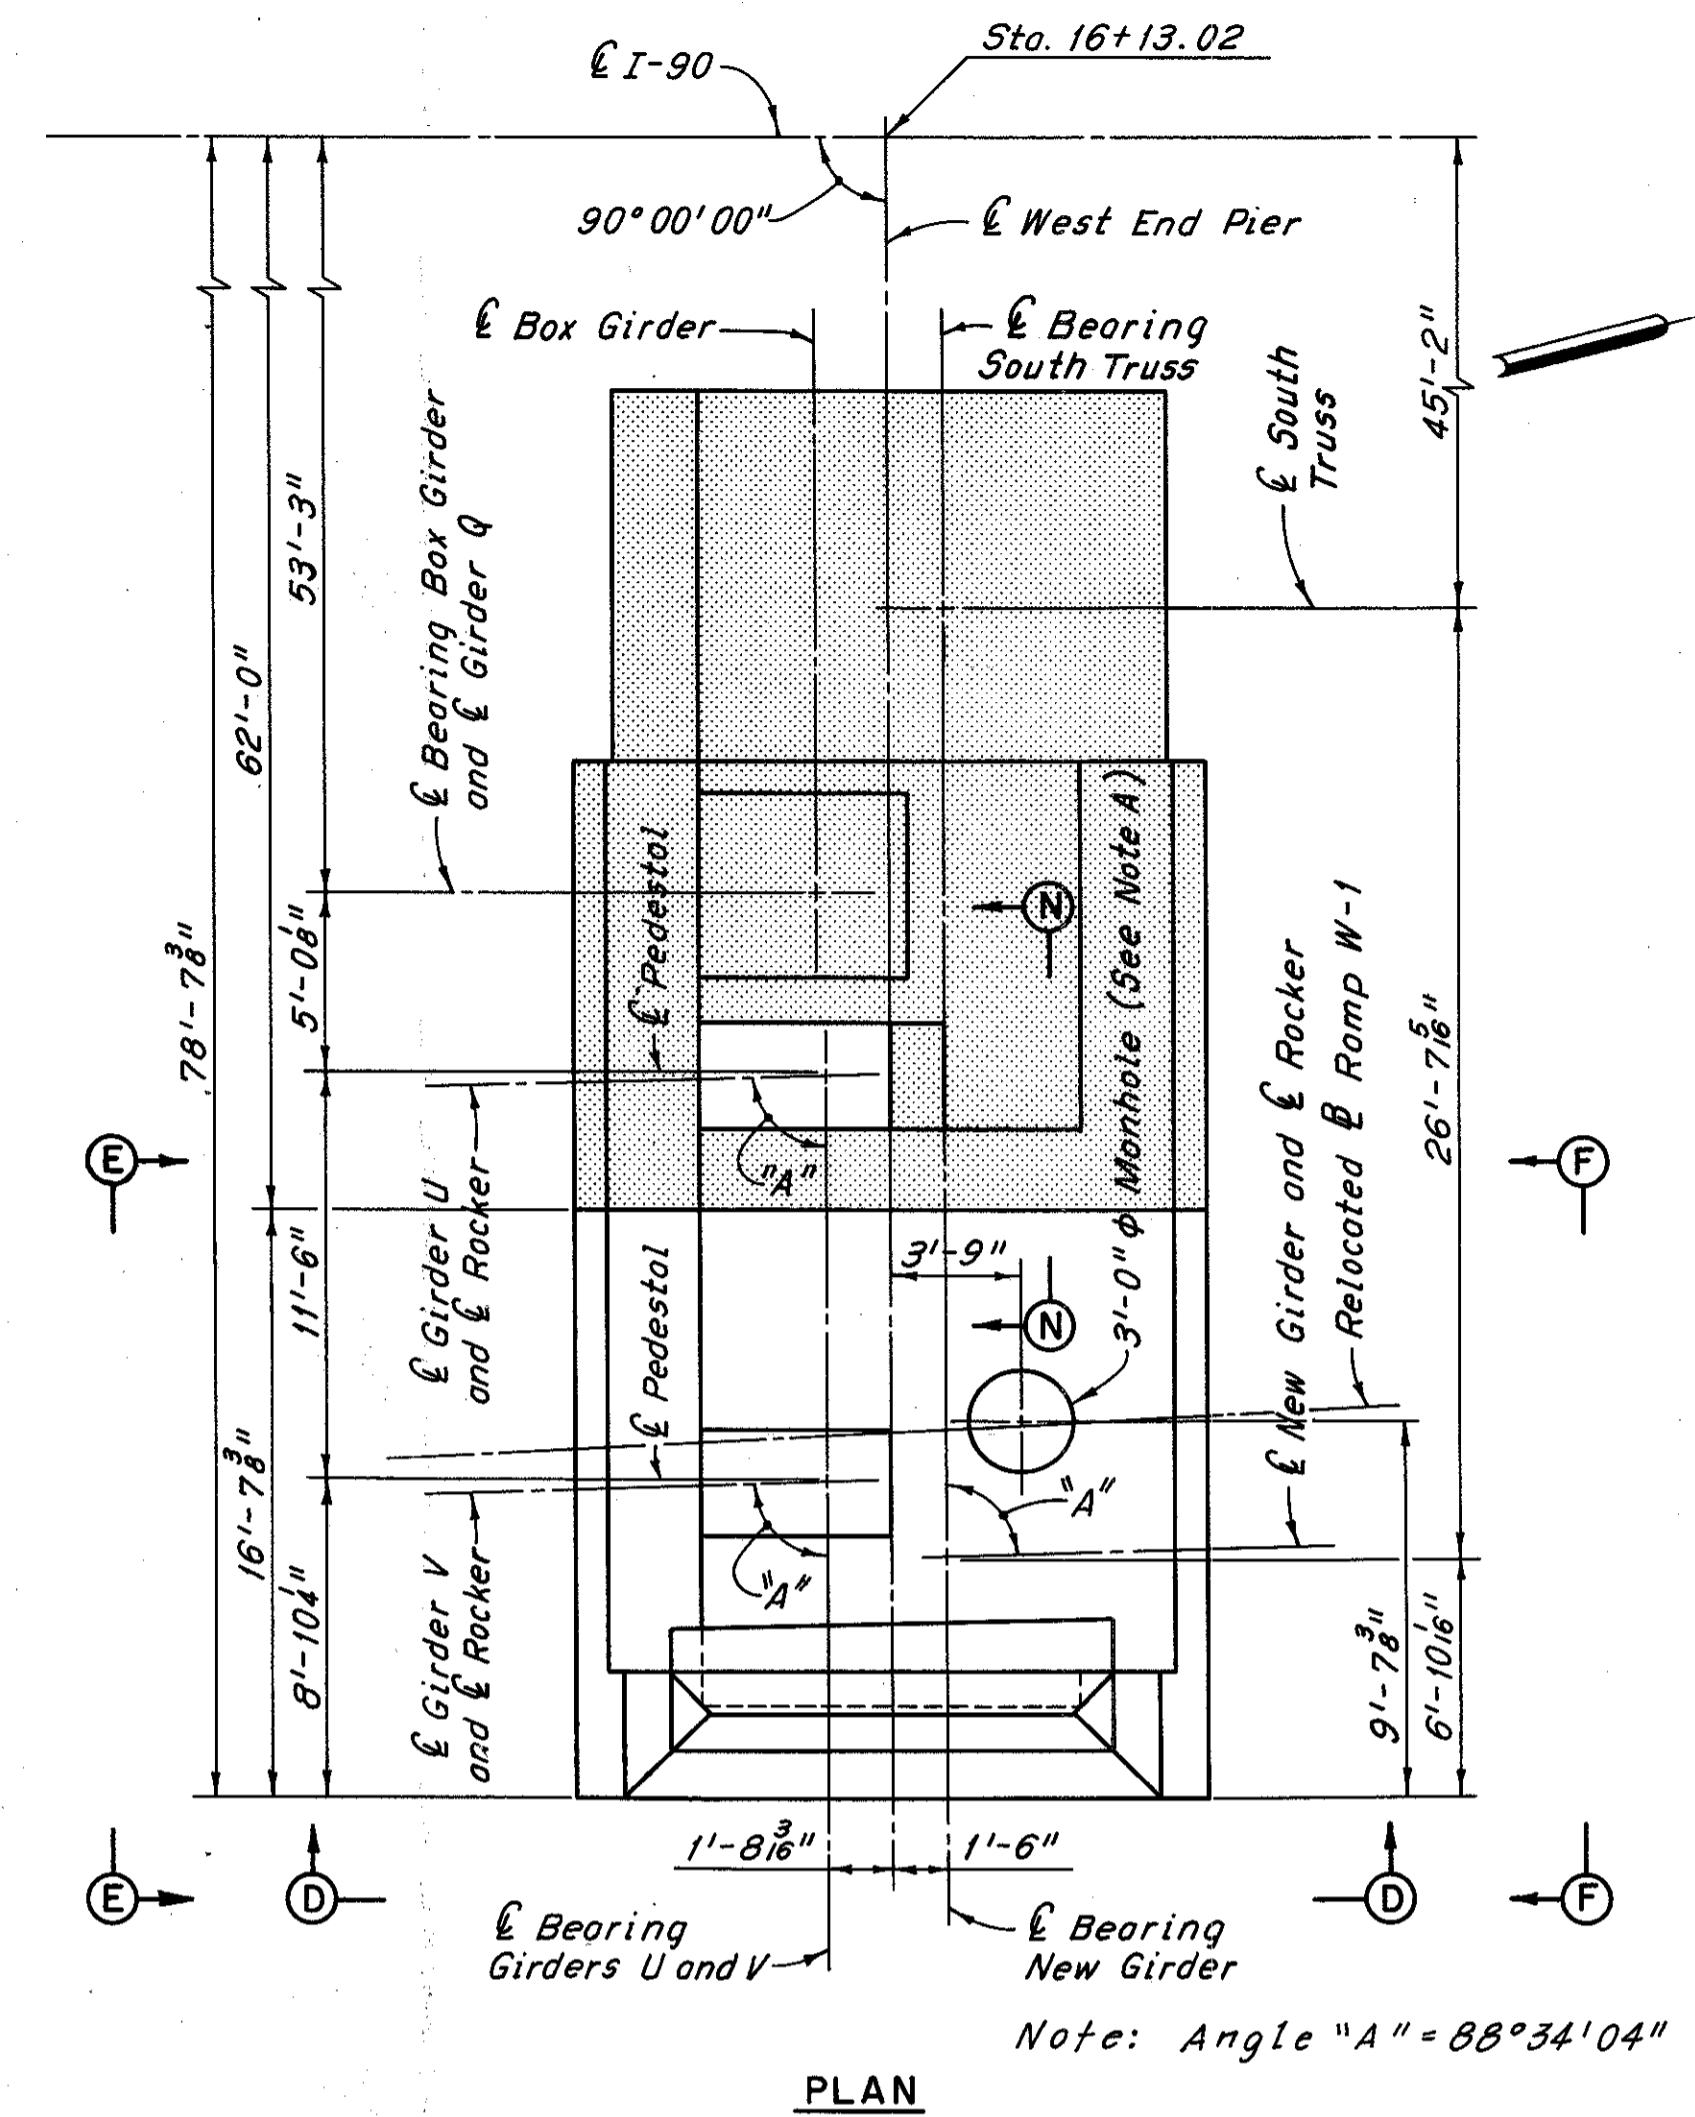 Sta. 16+13.02
℄ I-90
90°00'00"
℄ West End Pier
℄ Box Girder
℄ Bearing
South Truss
℄ South
Truss
45'-2"
53'-3"
℄ Bearing Box Girder
and ℄ Girder Q
62'-0"
78'-7 3/8"
5'-0 1/8"
℄ Pedestal
N
3'-0" φ Manhole (See Note A)
26'-7 5/16"
℄ New Girder and ℄ Rocker
Relocated ⅊ Ramp W-1
E
F
"A"
℄ Girder U
and ℄ Rocker
11'-6"
3'-9"
N
℄ Pedestal
16'-7 3/8"
8'-10 1/4"
℄ Girder V
and ℄ Rocker
"A"
"A"
9'-7 3/8"
6'-10 1/16"
1'-8 3/16"
1'-6"
E
D
D
F
℄ Bearing
Girders U and V
℄ Bearing
New Girder
Note: Angle "A" = 88°34'04"
PLAN